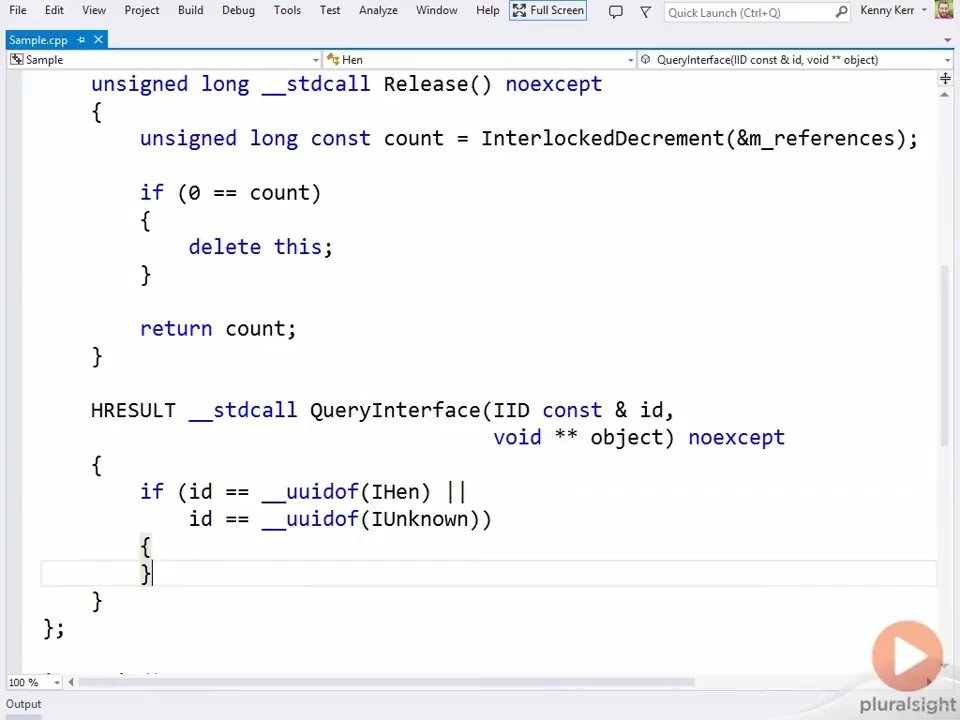 File Edit View Project Build Debug Tools Test Analyze Window Help Full Screen Quick Launch (Ctrl+Q) Kenny Kerr
Sample.cpp
Sample Hen QueryInterface(IID const & id, void ** object)
unsigned long __stdcall Release() noexcept
{
unsigned long const count = InterlockedDecrement(&m_references);
if (0 == count)
{
delete this;
}
return count;
}
HRESULT __stdcall QueryInterface(IID const & id,
void ** object) noexcept
{
if (id == __uuidof(IHen) ||
id == __uuidof(IUnknown))
{
}
}
};
100 %
Output
pluralsight